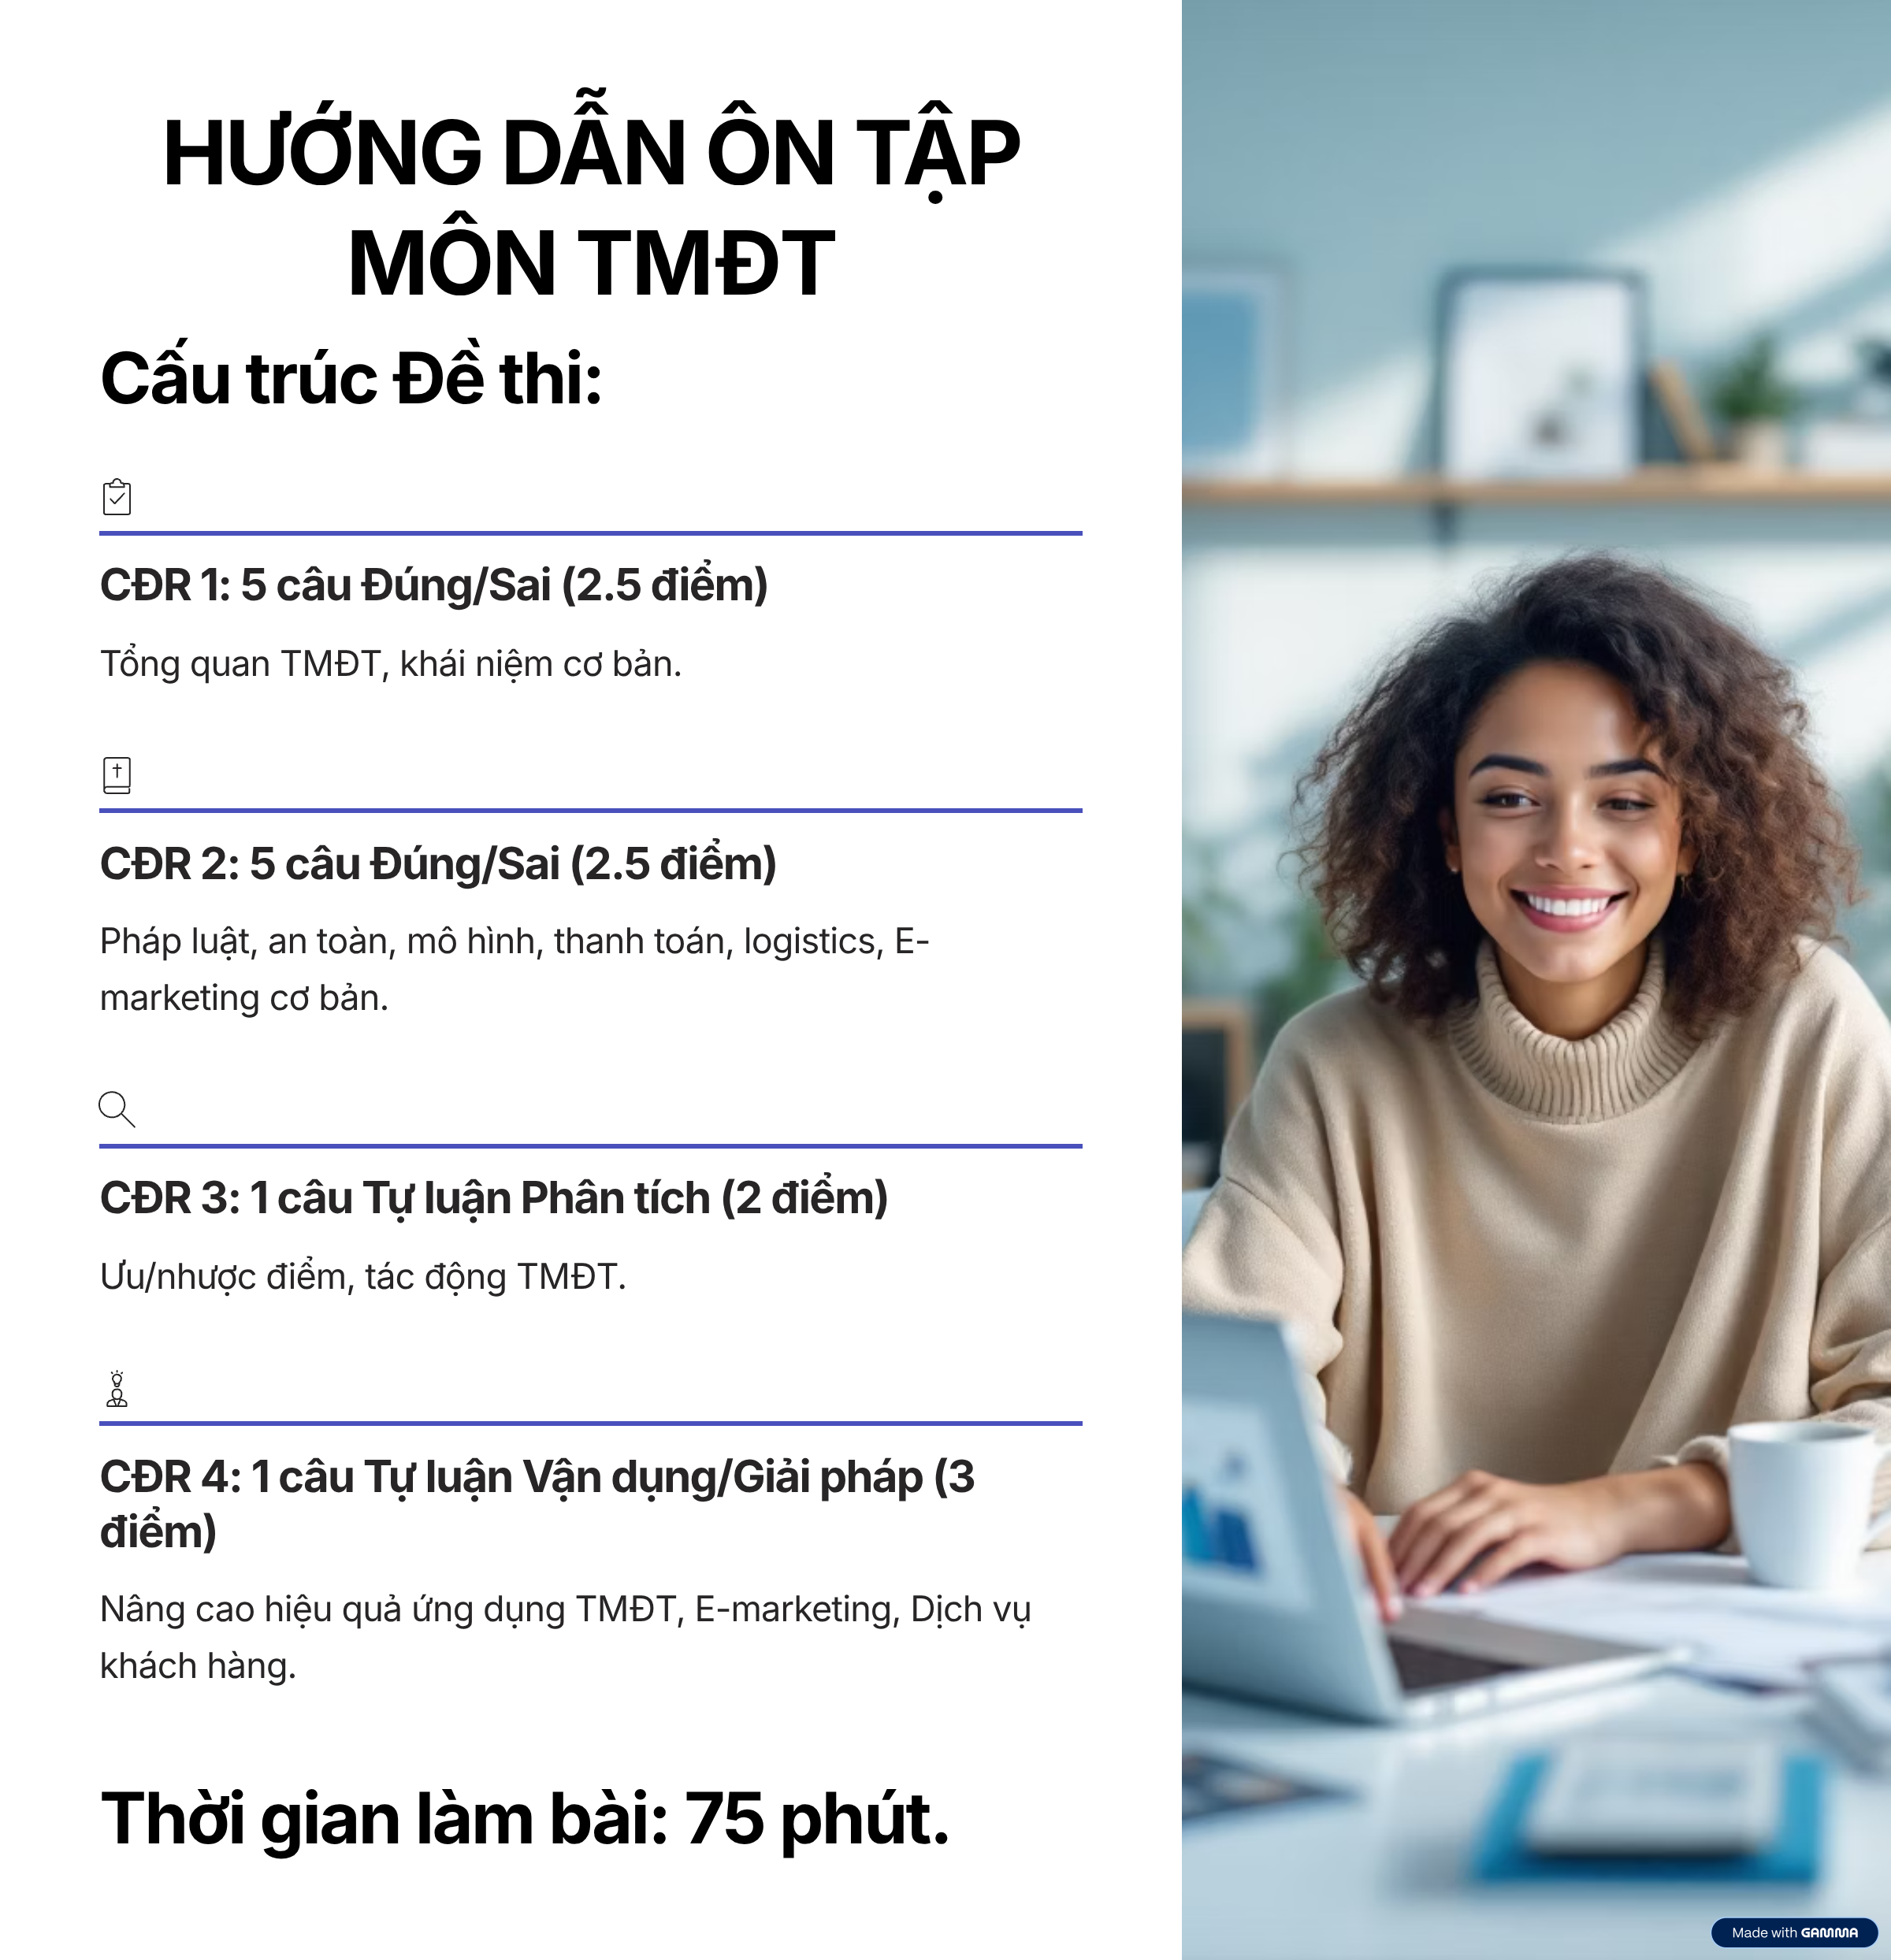 HƯỚNG DẪN ÔN TẬP
MÔN TMĐT
Cấu trúc Đề thi:
CĐR 1: 5 câu Đúng/Sai (2.5 điểm)
Tổng quan TMĐT, khái niệm cơ bản.
CĐR 2: 5 câu Đúng/Sai (2.5 điểm)
Pháp luật, an toàn, mô hình, thanh toán, logistics, E-
marketing cơ bản.
CĐR 3: 1 câu Tự luận Phân tích (2 điểm)
Ưu/nhược điểm, tác động TMĐT.
CĐR 4: 1 câu Tự luận Vận dụng/Giải pháp (3
điểm)
Nâng cao hiệu quả ứng dụng TMĐT, E-marketing, Dịch vụ
khách hàng.
Thời gian làm bài: 75 phút.
Made with GAMMA